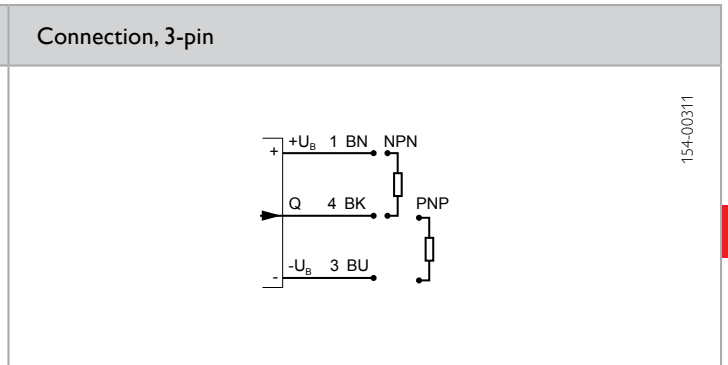 Connection, 3-pin
154-00311
+ +UB 1 BN NPN
Q 4 BK PNP
- -UB 3 BU